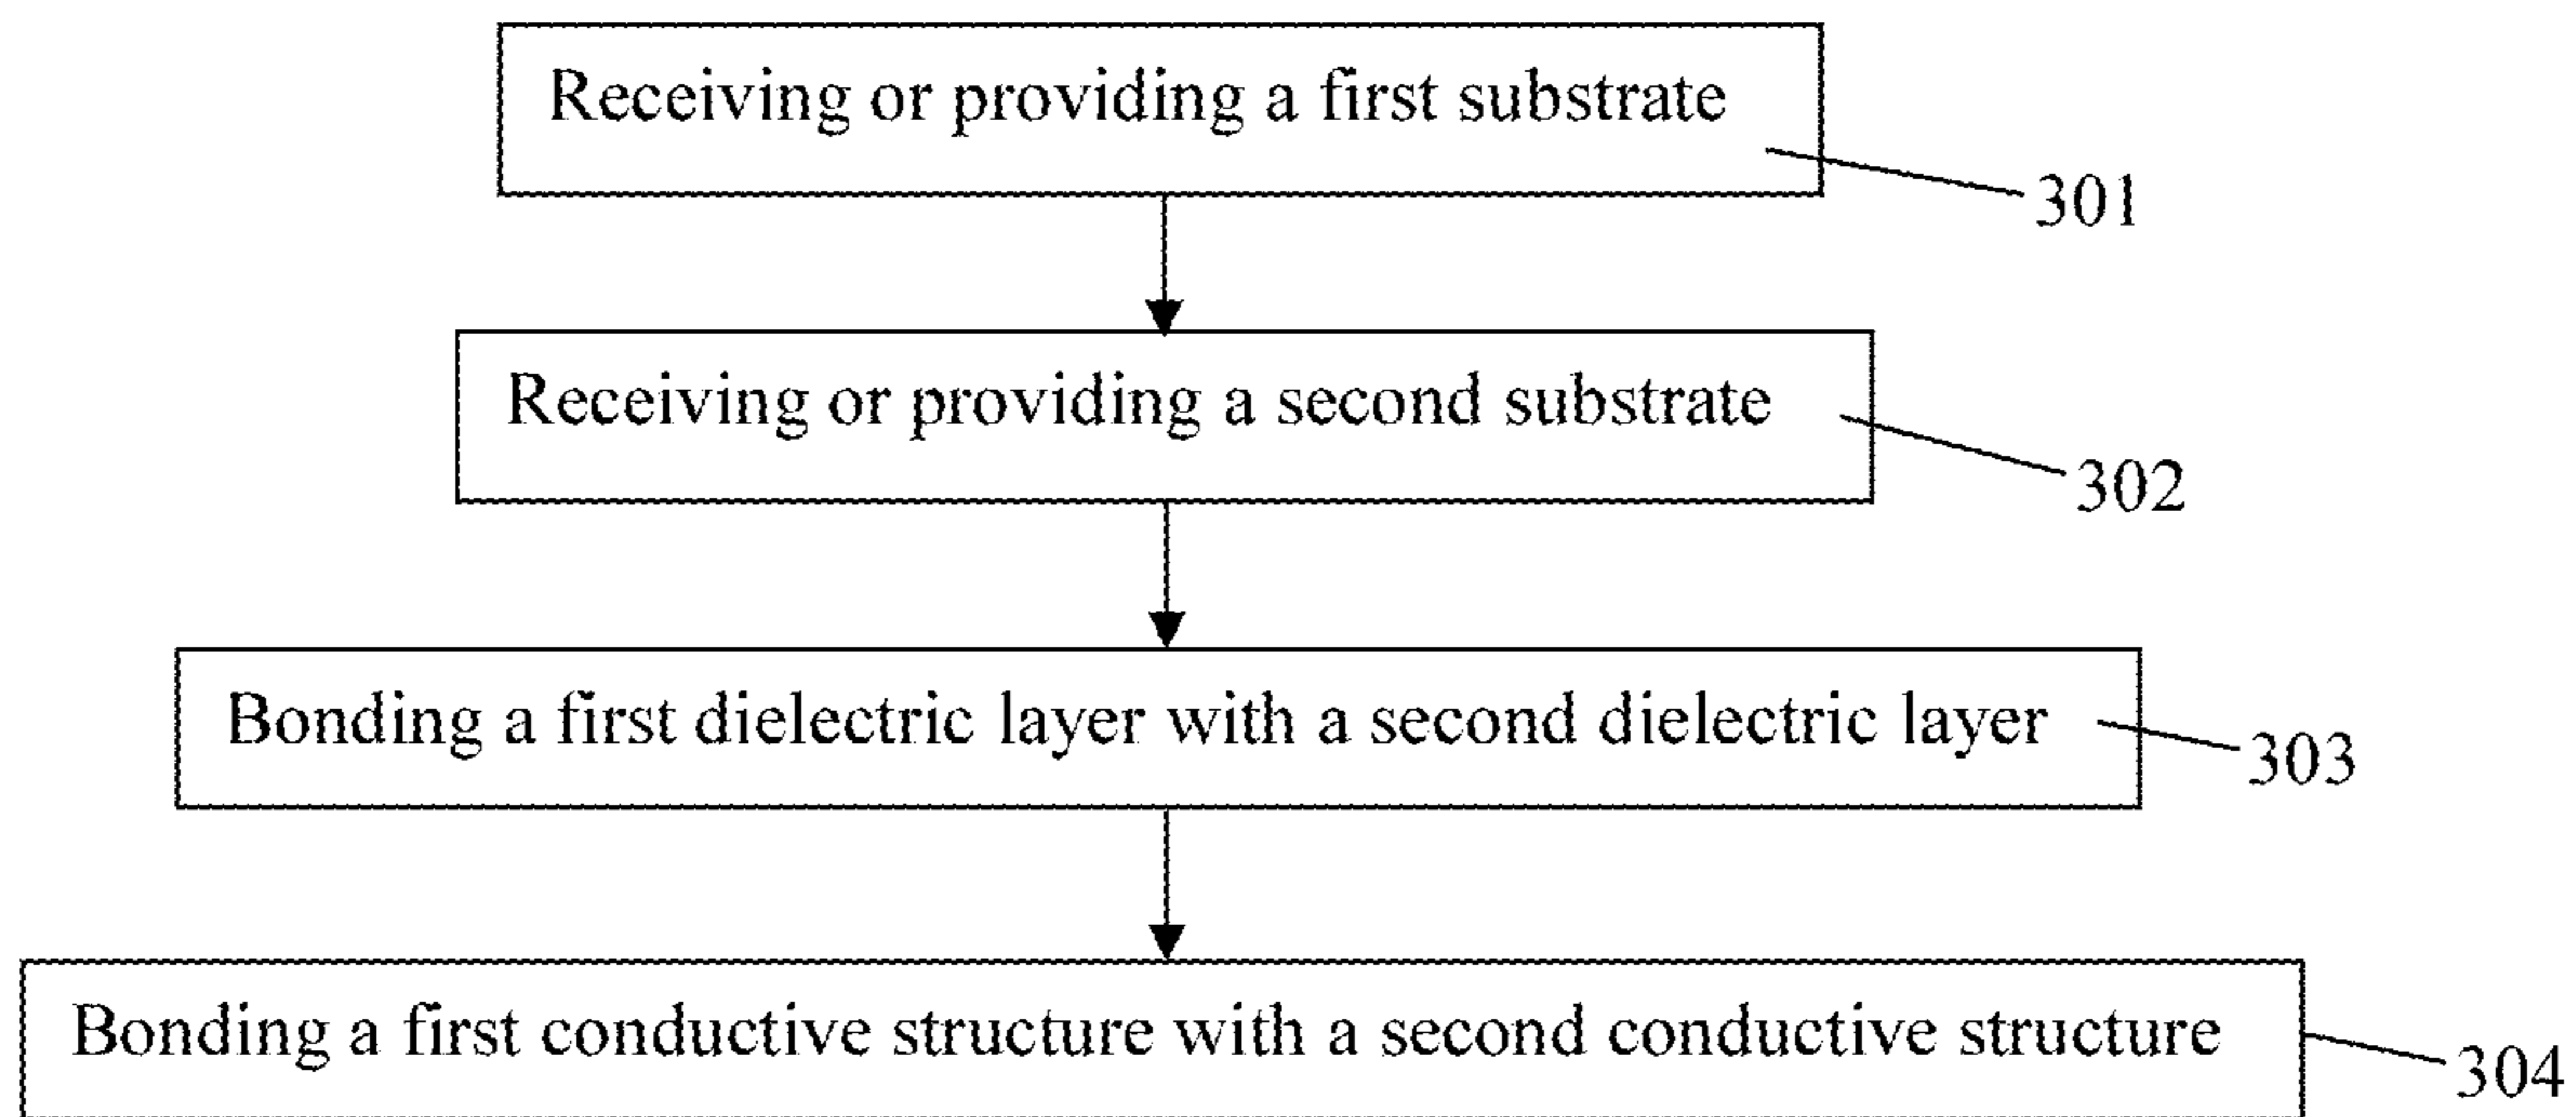 Receiving or providing a first substrate
301
Receiving or providing a second substrate
302
Bonding a first dielectric layer with a second dielectric layer
303
Bonding a first conductive structure with a second conductive structure
304